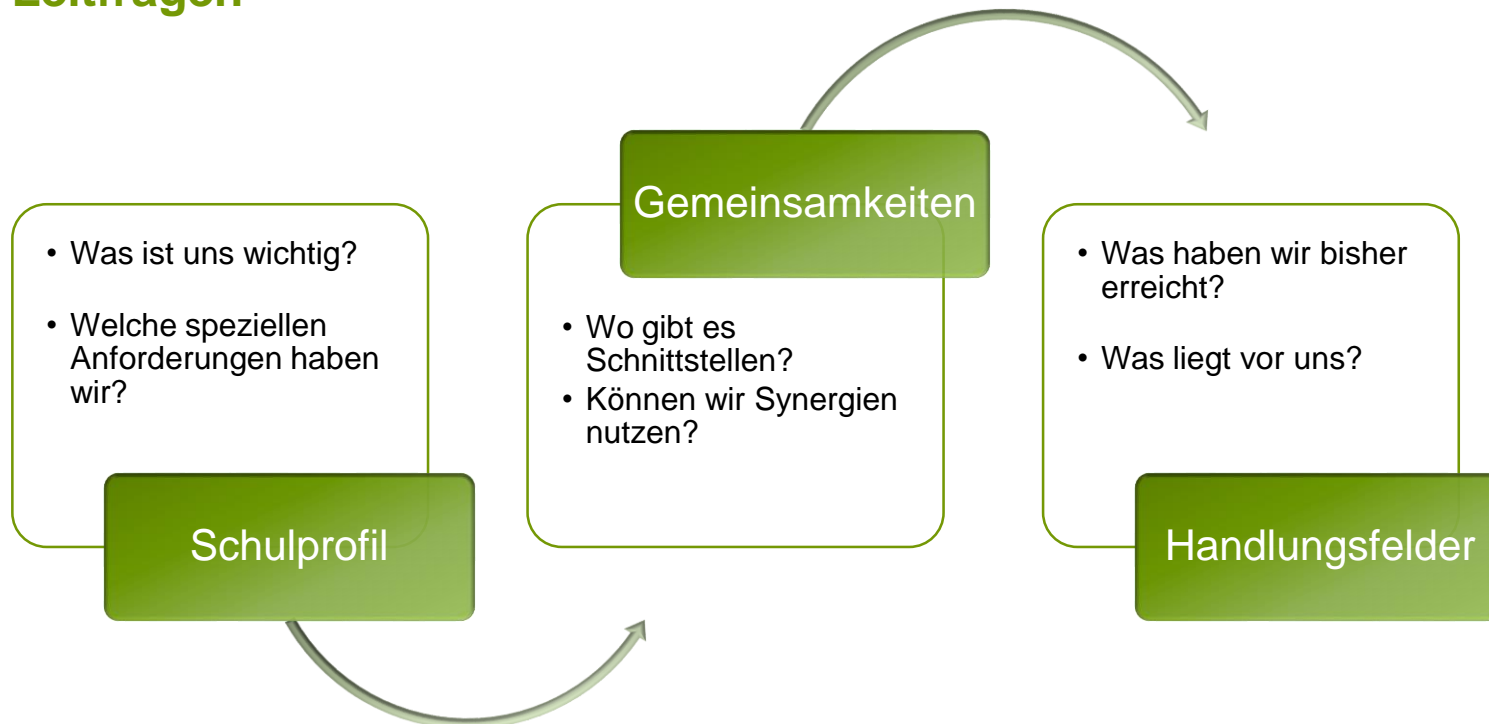 Leitfragen
• Was ist uns wichtig?
• Welche speziellen
Anforderungen haben
wir?
Schulprofil
Gemeinsamkeiten
• Wo gibt es
Schnittstellen?
• Können wir Synergien
nutzen?
• Was haben wir bisher
erreicht?
• Was liegt vor uns?
Handlungsfelder